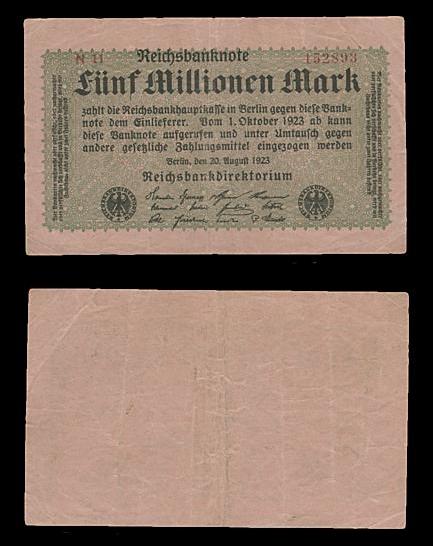 Reichsbanknote
N 11 152893
Fünf Millionen Mark
zahlt die Reichsbankhauptkasse in Berlin gegen diese Bank-
note dem Einlieferer. Vom 1. Oktober 1923 ab kann
diese Banknote aufgerufen und unter Umtausch gegen
andere gesetzliche Zahlungsmittel eingezogen werden
Berlin, den 20. August 1923
Reichsbankdirektorium